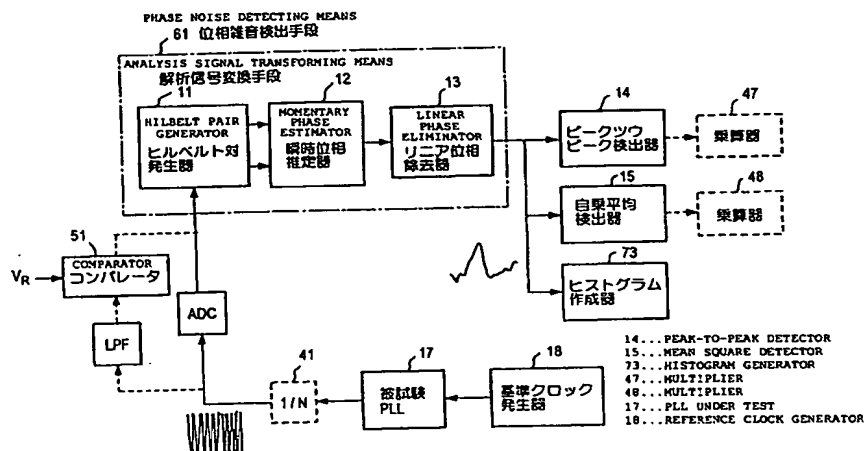 PHASE NOISE DETECTING MEANS
61 位相雑音検出手段
ANALYSIS SIGNAL TRANSFORMING MEANS
解析信号変換手段
11
12
13
HILBELT PAIR
GENERATOR
ヒルベルト対
発生器
MOMENTARY
PHASE
ESTIMATOR
瞬時位相
推定器
LINEAR
PHASE
ELIMINATOR
リニア位相
除去器
14
ピークツウ
ピーク検出器
47
乗算器
15
自乗平均
検出器
48
乗算器
73
ヒストグラム
作成器
51
VR
COMPARATOR
コンパレータ
ADC
LPF
41
1/N
17
被試験
PLL
18
基準クロック
発生器
14...PEAK-TO-PEAK DETECTOR
15...MEAN SQUARE DETECTOR
73...HISTOGRAM GENERATOR
47...MULTIPLIER
48...MULTIPLIER
17...PLL UNDER TEST
18...REFERENCE CLOCK GENERATOR